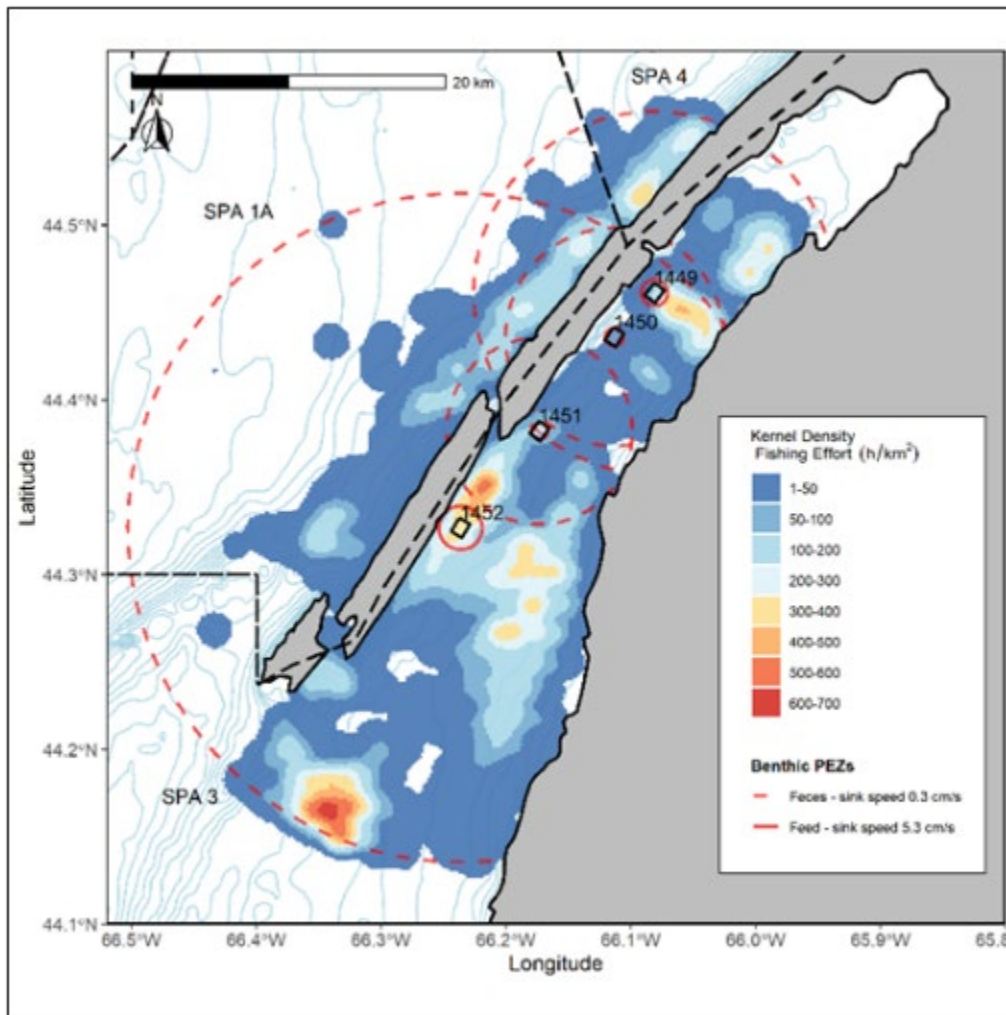 SPA 4
20 km
N
SPA 1A
44.5°N
1449
1450
44.4°N
1451
Kernel Density
Fishing Effort (h/km²)
1-50
50-100
100-200
200-300
300-400
400-500
500-600
600-700
1452
44.3°N
44.2°N
Benthic PEZs
SPA 3
Feces - sink speed 0.3 cm/s
Feed - sink speed 5.3 cm/s
44.1°N
66.5°W 66.4°W 66.3°W 66.2°W 66.1°W 66.0°W 65.9°W 65.8
Longitude
Latitude